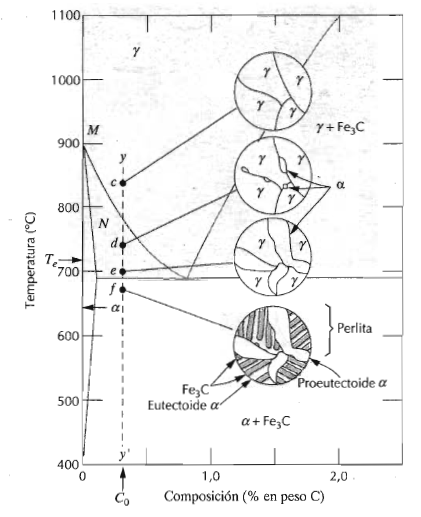 1100
γ
1000
γ
γ
γ
γ
γ + Fe₃C
900
M
y
c
γ
γ
γ
γ
α
800
N
d
Temperatura (°C)
Tₑ
700
e
γ
γ
γ
γ
f
α
600
Perlita
Fe₃C
Proeutectoide α
Eutectoide α
α + Fe₃C
500
400
y'
0
1,0
2,0
C₀
Composición (% en peso C)